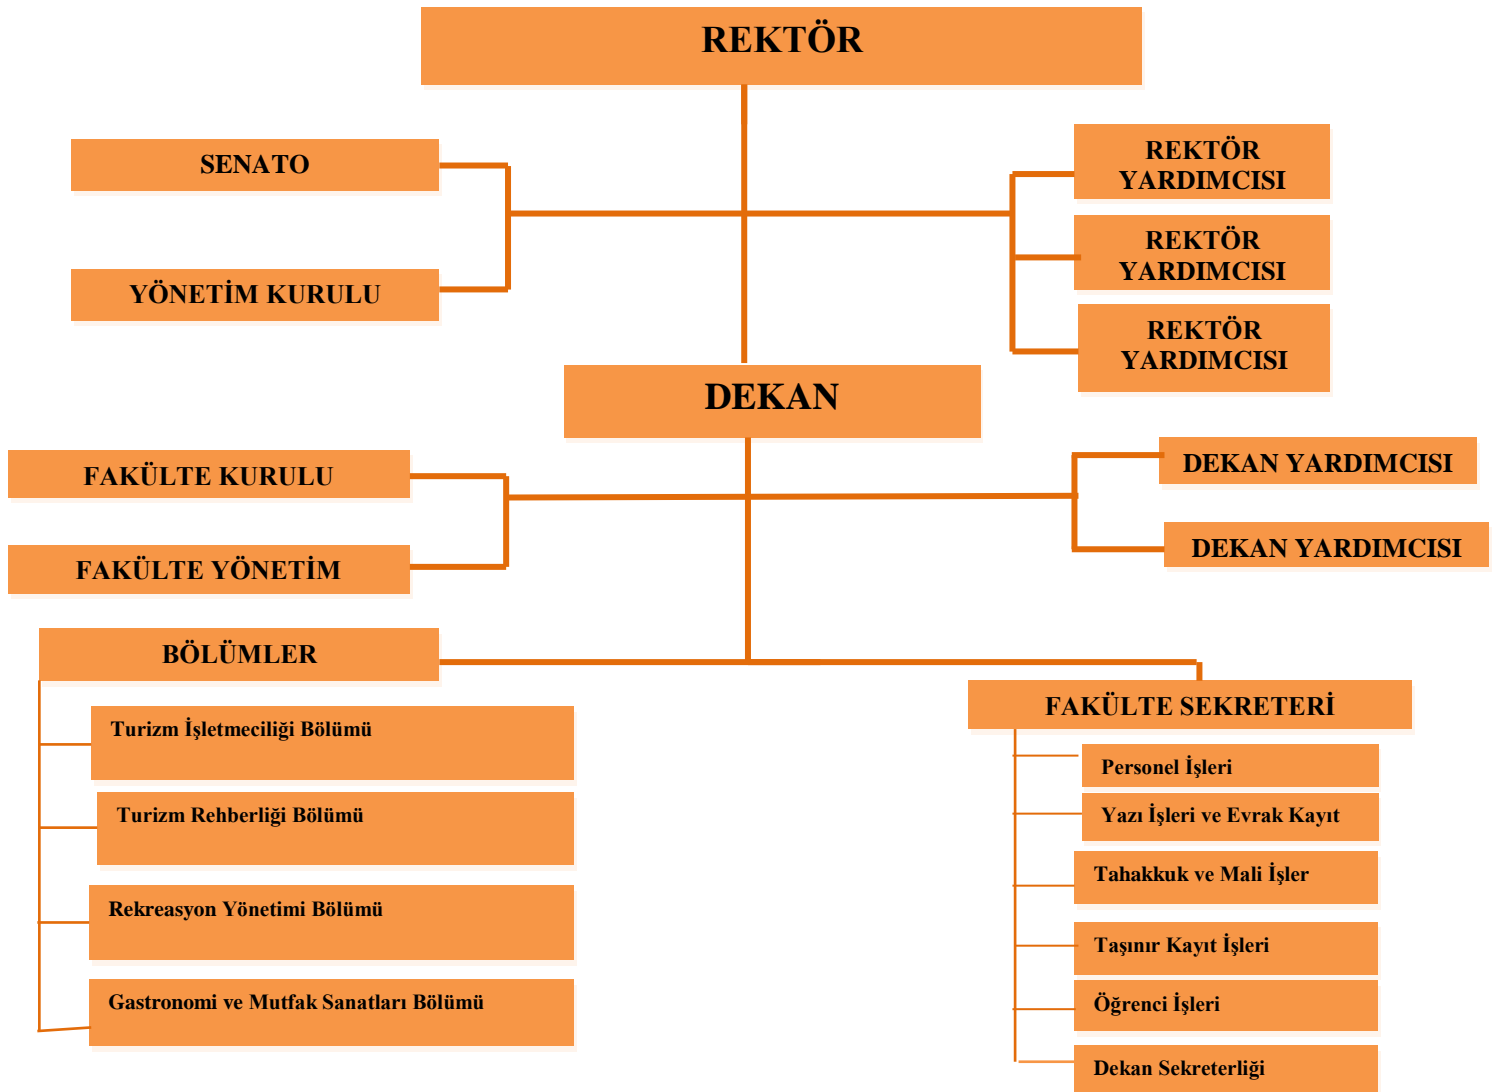 REKTÖR
SENATO
YÖNETİM KURULU
REKTÖR
YARDIMCISI
REKTÖR
YARDIMCISI
REKTÖR
YARDIMCISI
DEKAN
FAKÜLTE KURULU
FAKÜLTE YÖNETİM
DEKAN YARDIMCISI
DEKAN YARDIMCISI
BÖLÜMLER
Turizm İşletmeciliği Bölümü
Turizm Rehberliği Bölümü
Rekreasyon Yönetimi Bölümü
Gastronomi ve Mutfak Sanatları Bölümü
FAKÜLTE SEKRETERİ
Personel İşleri
Yazı İşleri ve Evrak Kayıt
Tahakkuk ve Mali İşler
Taşınır Kayıt İşleri
Öğrenci İşleri
Dekan Sekreterliği